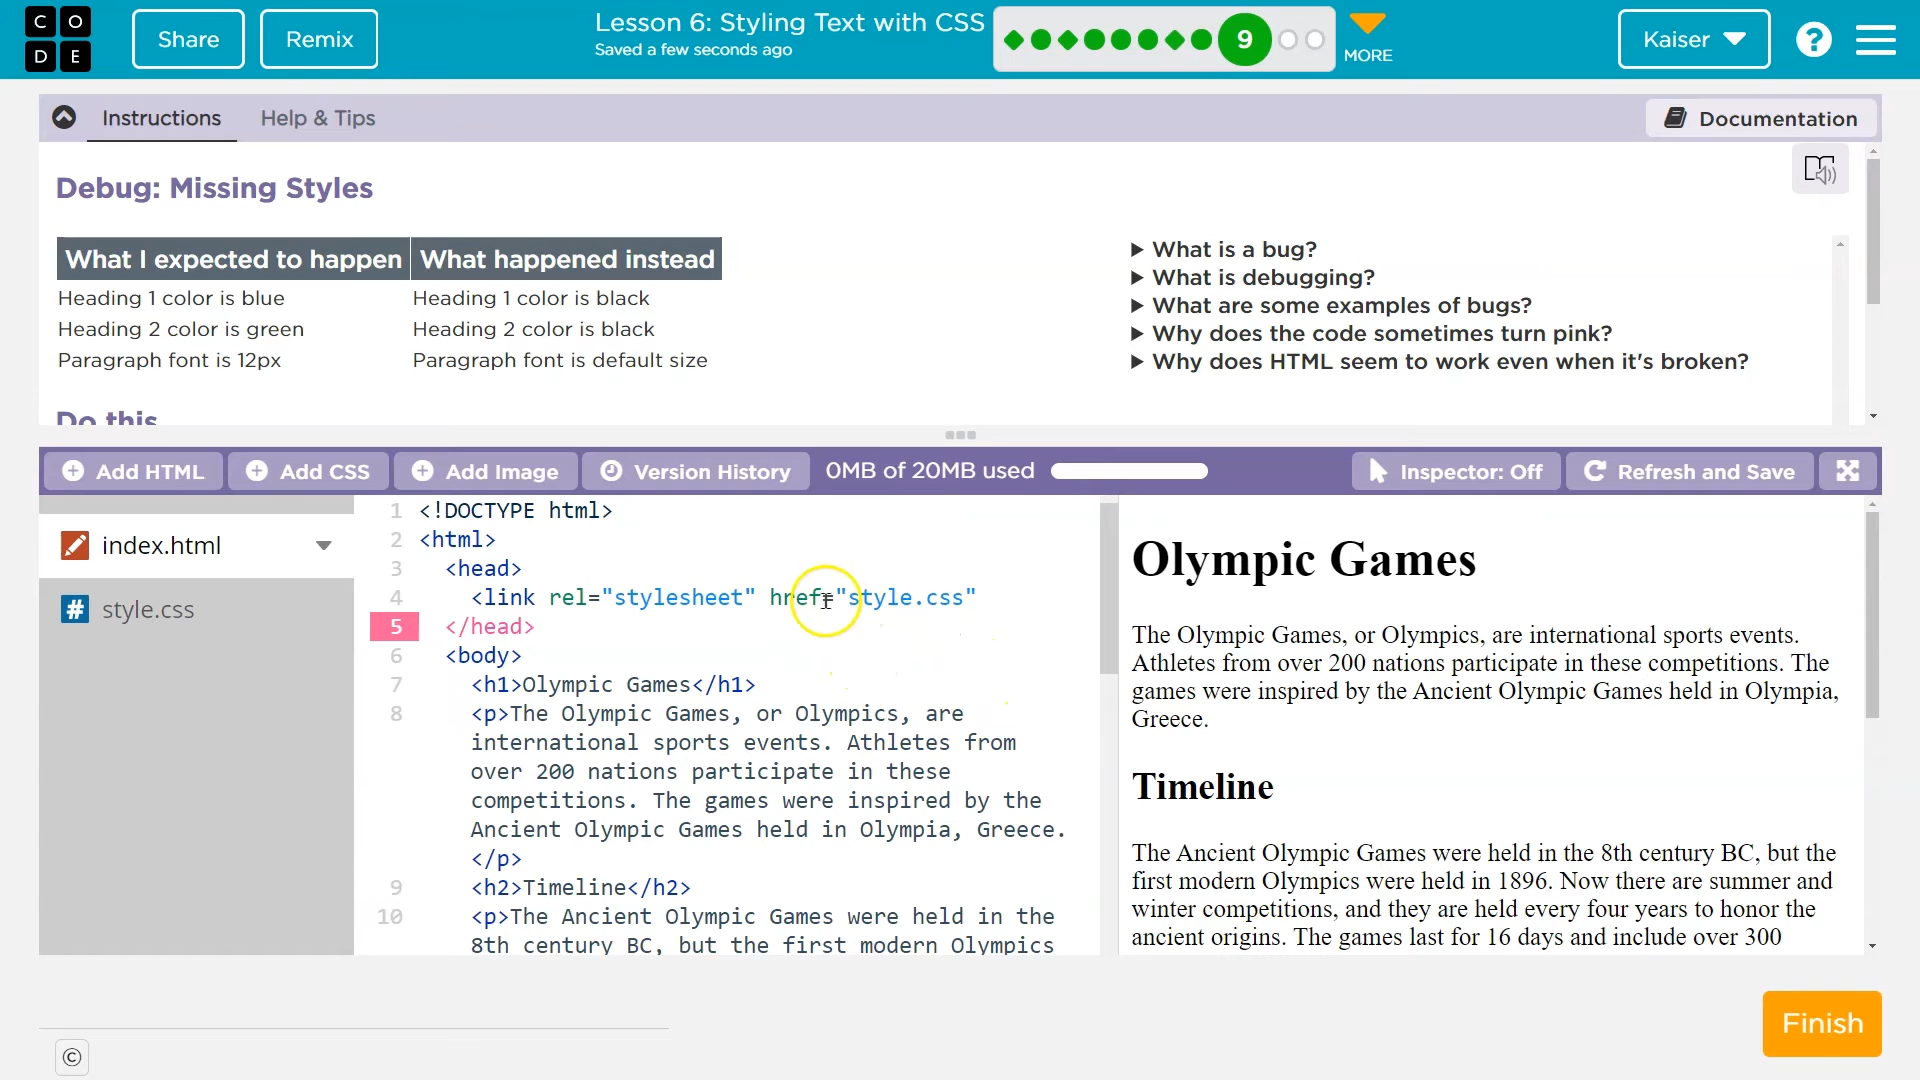 CODE
Share
Remix
Lesson 6: Styling Text with CSS
Saved a few seconds ago
9
MORE
Kaiser
?
Instructions
Help & Tips
Documentation
Debug: Missing Styles
What I expected to happen What happened instead
Heading 1 color is blue Heading 1 color is black
Heading 2 color is green Heading 2 color is black
Paragraph font is 12px Paragraph font is default size
What is a bug?
What is debugging?
What are some examples of bugs?
Why does the code sometimes turn pink?
Why does HTML seem to work even when it's broken?
Do this
Add HTML
Add CSS
Add Image
Version History
0MB of 20MB used
Inspector: Off
Refresh and Save
index.html
# style.css
1 <!DOCTYPE html>
2 <html>
3 <head>
4 <link rel="stylesheet" href="style.css"
5 </head>
6 <body>
7 <h1>Olympic Games</h1>
8 <p>The Olympic Games, or Olympics, are
international sports events. Athletes from
over 200 nations participate in these
competitions. The games were inspired by the
Ancient Olympic Games held in Olympia, Greece.
</p>
9 <h2>Timeline</h2>
10 <p>The Ancient Olympic Games were held in the
8th century BC, but the first modern Olympics
Olympic Games
The Olympic Games, or Olympics, are international sports events.
Athletes from over 200 nations participate in these competitions. The
games were inspired by the Ancient Olympic Games held in Olympia,
Greece.
Timeline
The Ancient Olympic Games were held in the 8th century BC, but the
first modern Olympics were held in 1896. Now there are summer and
winter competitions, and they are held every four years to honor the
ancient origins. The games last for 16 days and include over 300
Finish
©